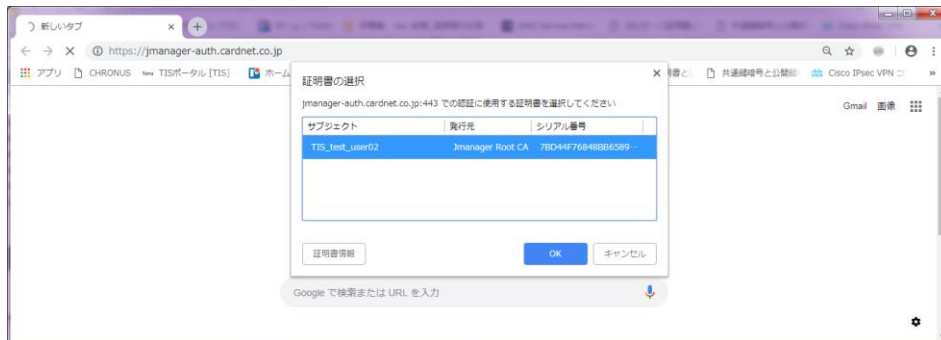 新しいタブ
https://jmanager-auth.cardnet.co.jp
アプリ CHRONUS TISポータル [TIS] ホーム 共通鍵暗号と公開鍵 Cisco IPsec VPN コ »
Gmail 画像
証明書の選択
jmanager-auth.cardnet.co.jp:443 での認証に使用する証明書を選択してください
サブジェクト 発行元 シリアル番号
TIS_test_user02 Jmanager Root CA 7BD44F76848BB6589…
証明書情報 OK キャンセル
Google で検索または URL を入力